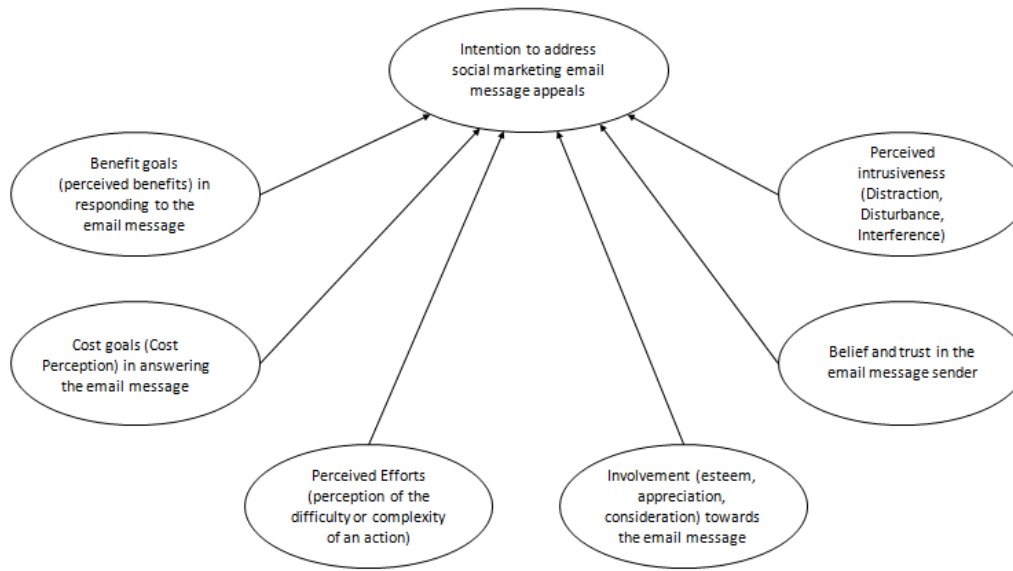 Intention to address
social marketing email
message appeals
Benefit goals
(perceived benefits) in
responding to the
email message
Perceived
intrusiveness
(Distraction,
Disturbance,
Interference)
Cost goals (Cost
Perception) in answering
the email message
Belief and trust in the
email message sender
Perceived Efforts
(perception of the
difficulty or complexity
of an action)
Involvement (esteem,
appreciation,
consideration) towards
the email message